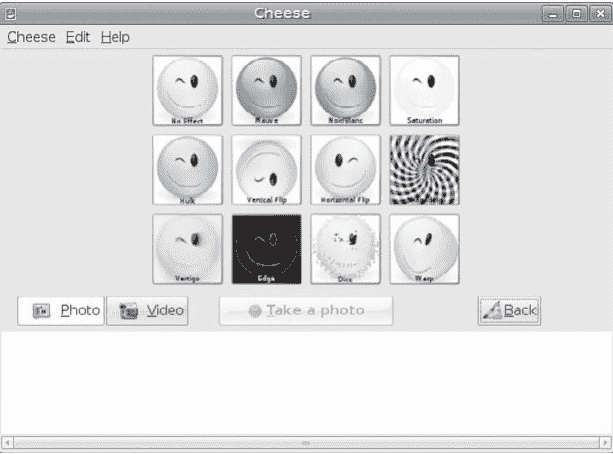 Cheese
Cheese Edit Help
No Effect Mauve Noir/Blanc Saturation
Hulk Vertical Flip Horizontal Flip
Vertigo Edge Dice Warp
Photo Video Take a photo Back